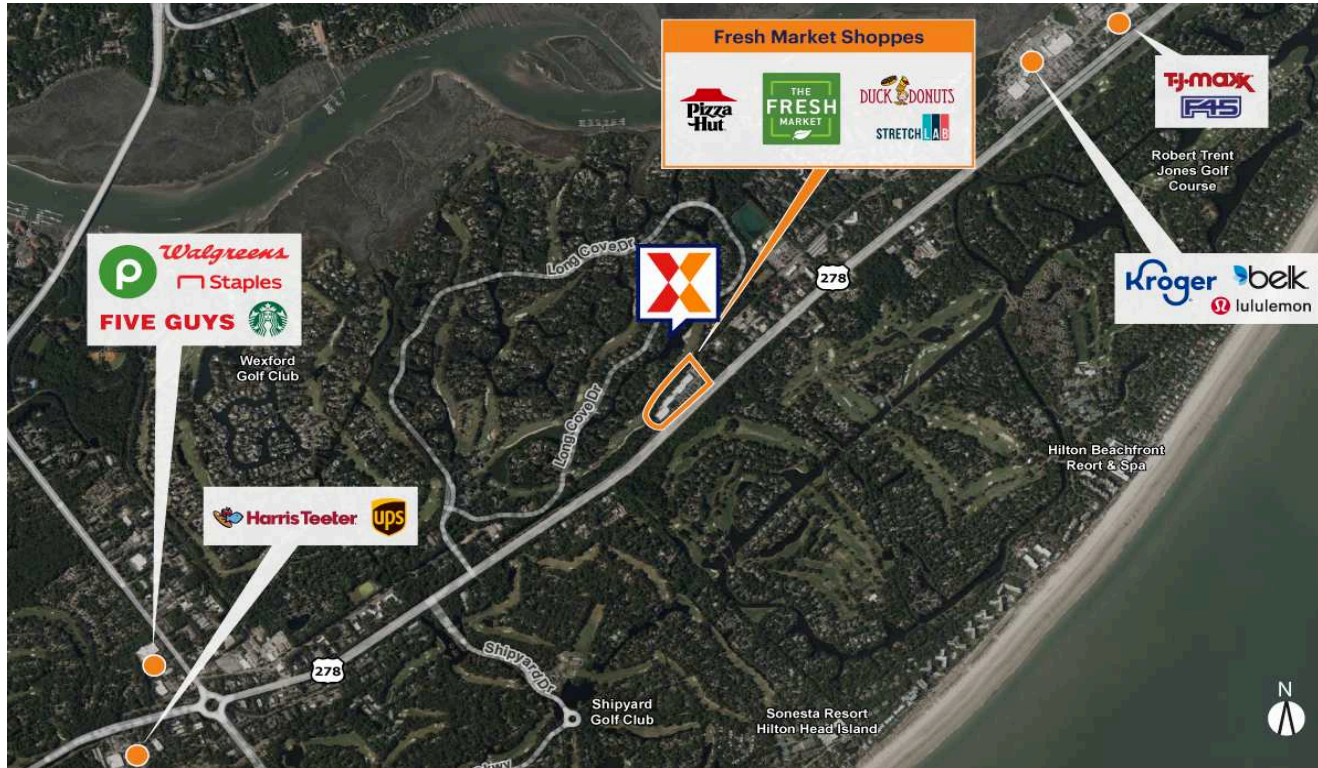 Fresh Market Shoppes
Pizza
Hut
THE
FRESH
MARKET
DUCK DONUTS
STRETCH LAB
T·J·maxx
F45
Robert Trent
Jones Golf
Course
278
Kroger
belk
lululemon
Long Cove Dr
Walgreens
Staples
FIVE GUYS
Wexford
Golf Club
Long Cove Dr
Hilton Beachfront
Reort & Spa
Harris Teeter
ups
278
Shipyard Dr
Shipyard
Golf Club
Sonesta Resort
Hilton Head Island
N